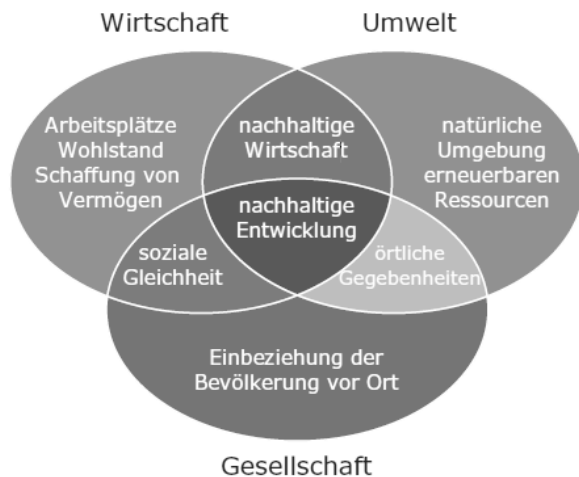 Wirtschaft
Umwelt
Arbeitsplätze
Wohlstand
Schaffung von
Vermögen
nachhaltige
Wirtschaft
natürliche
Umgebung
erneuerbaren
Ressourcen
nachhaltige
Entwicklung
soziale
Gleichheit
örtliche
Gegebenheiten
Einbeziehung der
Bevölkerung vor Ort
Gesellschaft